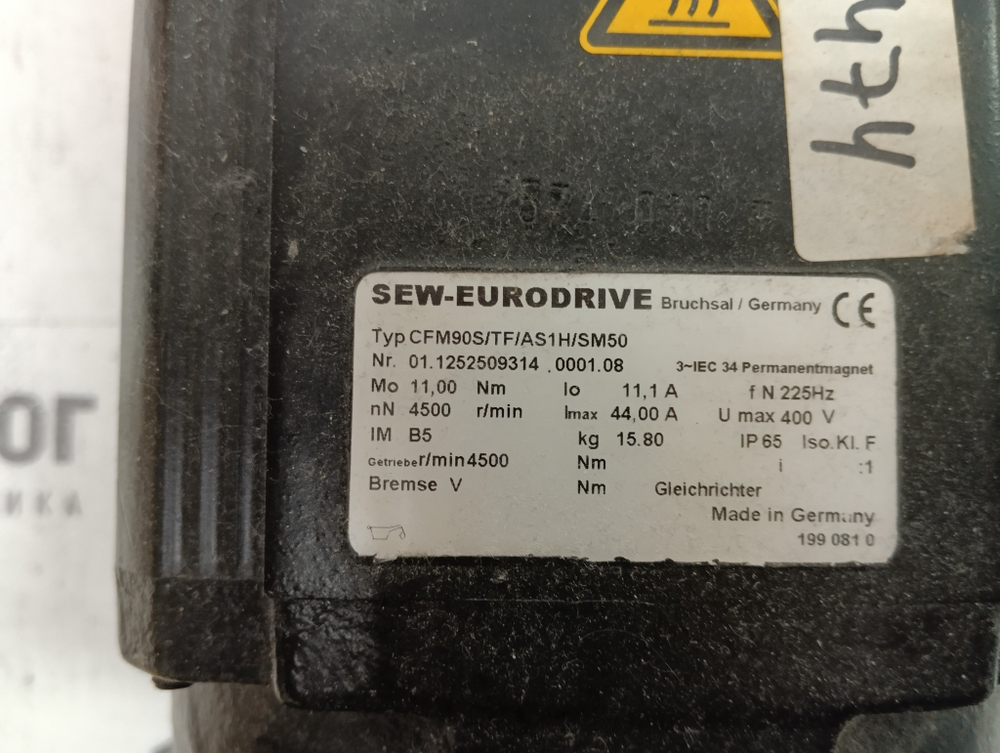 474
SEW-EURODRIVE Bruchsal / Germany CE
Typ CFM90S/TF/AS1H/SM50
Nr. 01.1252509314 .0001.08 3~IEC 34 Permanentmagnet
Mo 11,00 Nm Io 11,1 A f N 225Hz
nN 4500 r/min Imax 44,00 A U max 400 V
IM B5 kg 15.80 IP 65 Iso.Kl. F
Getriebe r/min 4500 Nm i :1
Bremse V Nm Gleichrichter
Made in Germany
199 081 0